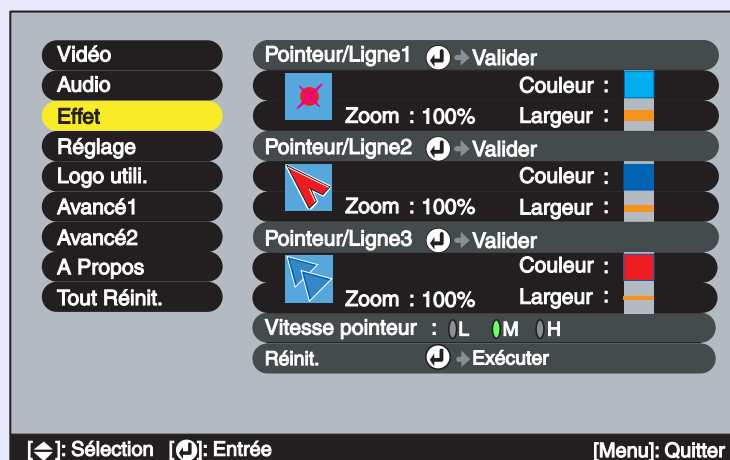 Vidéo
Audio
Effet
Réglage
Logo utili.
Avancé1
Avancé2
A Propos
Tout Réinit.
Pointeur/Ligne1 Valider
Couleur :
Zoom : 100% Largeur :
Pointeur/Ligne2 Valider
Couleur :
Zoom : 100% Largeur :
Pointeur/Ligne3 Valider
Couleur :
Zoom : 100% Largeur :
Vitesse pointeur : L M H
Réinit. Exécuter
[ ]: Sélection [ ]: Entrée [Menu]: Quitter